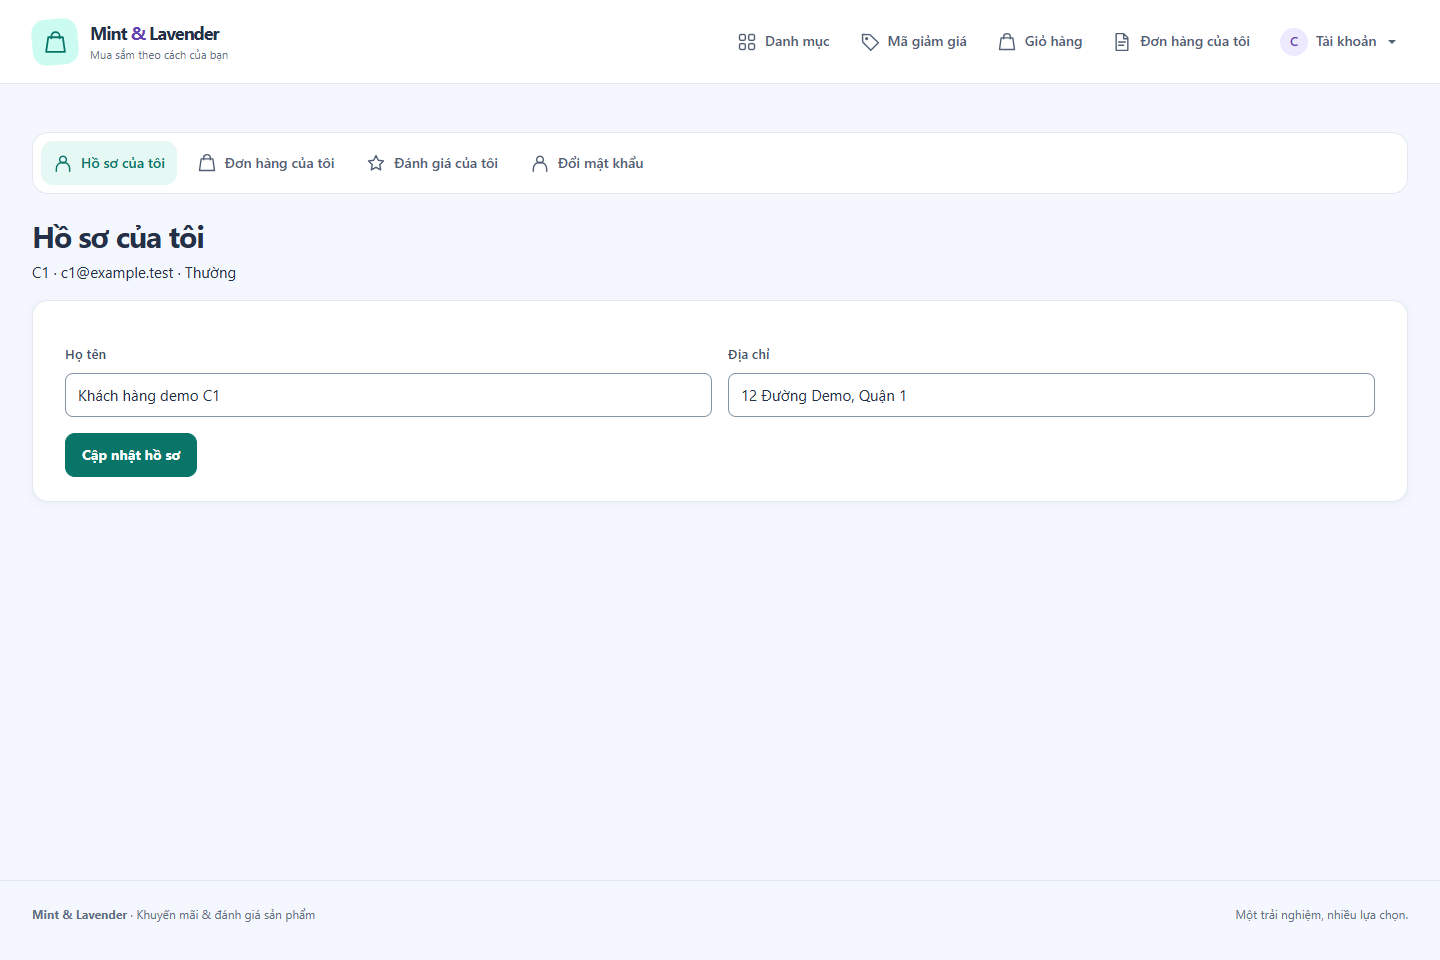 Mint & Lavender
Mua sắm theo cách của bạn
Danh mục
Mã giảm giá
Giỏ hàng
Đơn hàng của tôi
C
Tài khoản
Hồ sơ của tôi
Đơn hàng của tôi
Đánh giá của tôi
Đổi mật khẩu
Hồ sơ của tôi
C1 · c1@example.test · Thường
Họ tên
Địa chỉ
Khách hàng demo C1
12 Đường Demo, Quận 1
Cập nhật hồ sơ
Mint & Lavender · Khuyến mãi & đánh giá sản phẩm
Một trải nghiệm, nhiều lựa chọn.